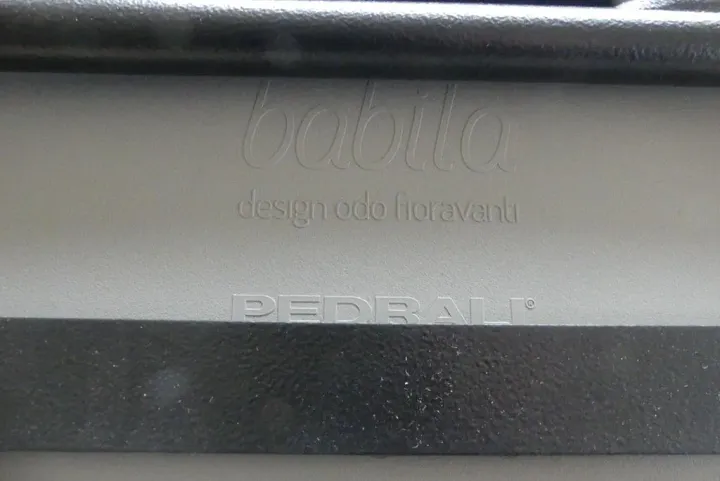 babila
design odo fioravanti
PEDRALI®